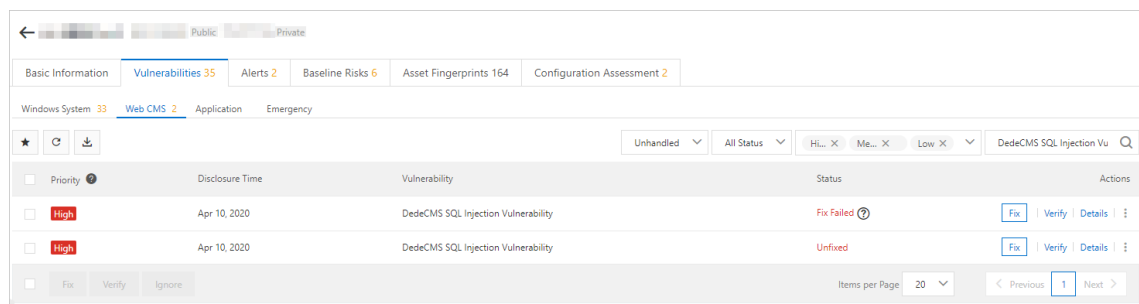 Public Private
Basic Information Vulnerabilities 35 Alerts 2 Baseline Risks 6 Asset Fingerprints 164 Configuration Assessment 2
Windows System 33 Web CMS 2 Application Emergency
Unhandled All Status Hi... × Me... × Low × DedeCMS SQL Injection Vu
Priority ? Disclosure Time Vulnerability Status Actions
High Apr 10, 2020 DedeCMS SQL Injection Vulnerability Fix Failed ? Fix Verify Details
High Apr 10, 2020 DedeCMS SQL Injection Vulnerability Unfixed Fix Verify Details
Fix Verify Ignore Items per Page 20 < Previous 1 Next >